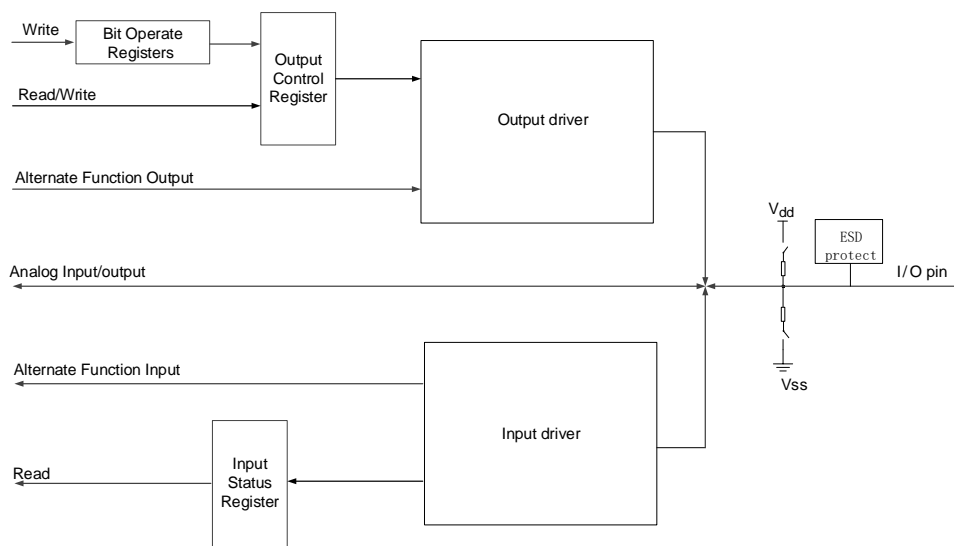 Write
Bit Operate
Registers
Output
Control
Register
Read/Write
Output driver
Alternate Function Output
Vdd
ESD
protect
Analog Input/output
I/O pin
Alternate Function Input
Vss
Input driver
Input
Status
Register
Read